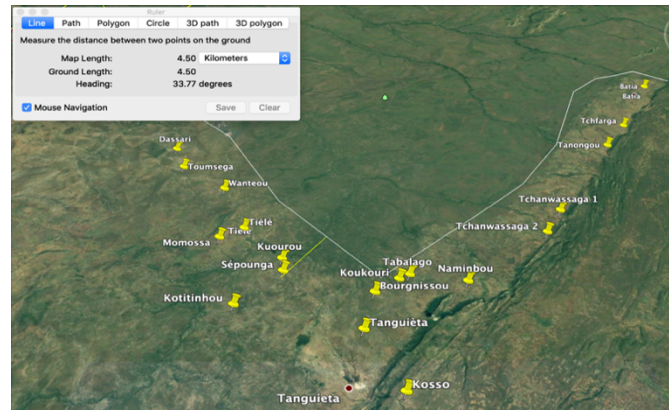 Ruler
Line Path Polygon Circle 3D path 3D polygon
Measure the distance between two points on the ground
Map Length: 4.50 Kilometers
Ground Length: 4.50
Heading: 33.77 degrees
Mouse Navigation Save Clear
Batia
Batia
Tchfarga
Tanongou
Dassari
Toumsega
Wanteou
Tchanwassaga 1
Tchanwassaga 2
Tiélé
Tiélé
Momossa
Kuourou
Sépounga
Tabalago
Koukouri
Naminbou
Bourgnissou
Kotitinhou
Tanguièta
Tanguieta
Kosso